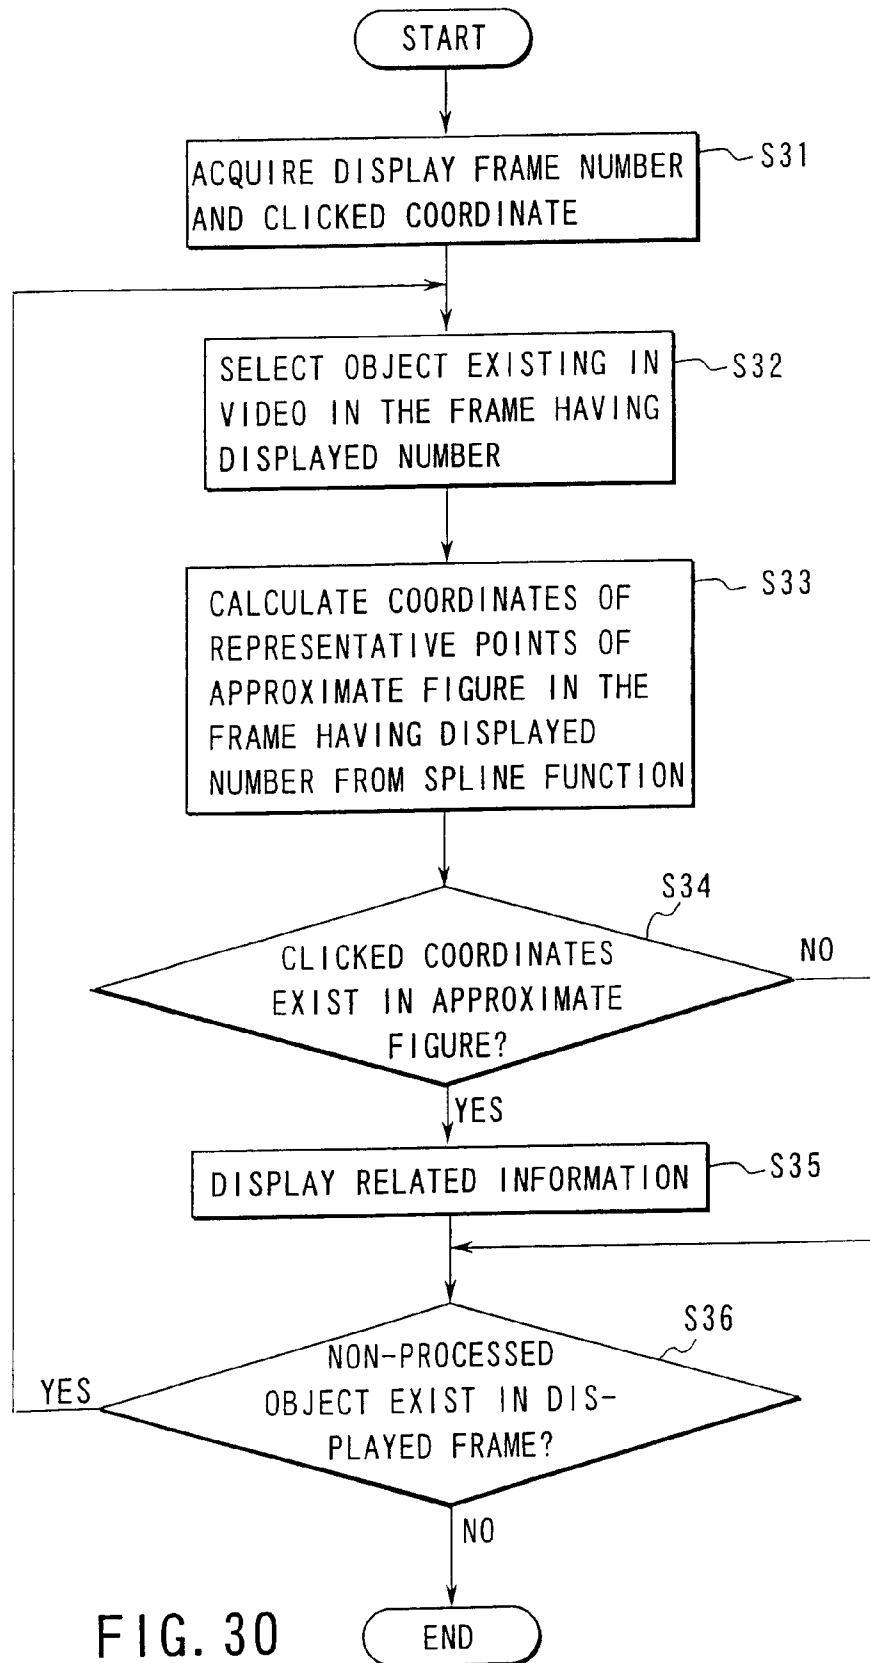 START
ACQUIRE DISPLAY FRAME NUMBER
AND CLICKED COORDINATE
S31
SELECT OBJECT EXISTING IN
VIDEO IN THE FRAME HAVING
DISPLAYED NUMBER
S32
CALCULATE COORDINATES OF
REPRESENTATIVE POINTS OF
APPROXIMATE FIGURE IN THE
FRAME HAVING DISPLAYED
NUMBER FROM SPLINE FUNCTION
S33
S34
CLICKED COORDINATES
EXIST IN APPROXIMATE
FIGURE?
NO
YES
DISPLAY RELATED INFORMATION
S35
S36
NON-PROCESSED
OBJECT EXIST IN DIS-
PLAYED FRAME?
YES
NO
END
FIG. 30